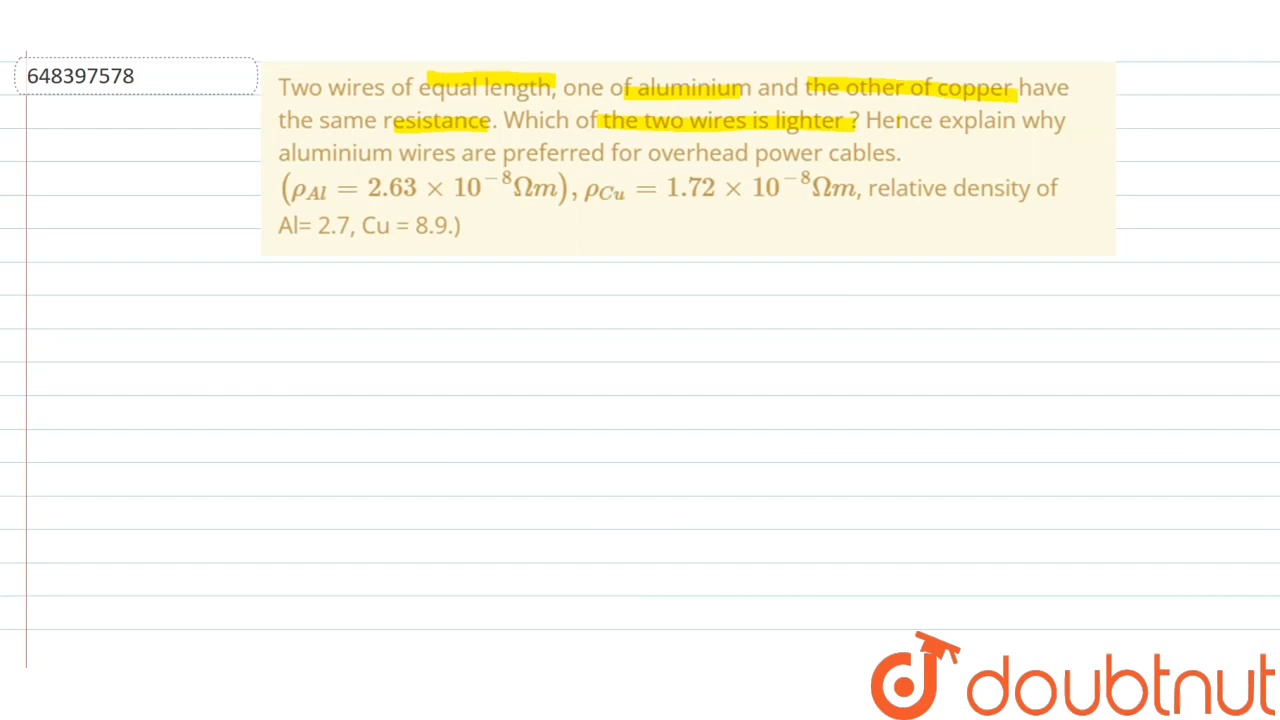 648397578
Two wires of equal length, one of aluminium and the other of copper have
the same resistance. Which of the two wires is lighter ? Hence explain why
aluminium wires are preferred for overhead power cables.
(ρ_Al = 2.63 × 10⁻⁸Ωm), ρ_Cu = 1.72 × 10⁻⁸Ωm, relative density of
Al= 2.7, Cu = 8.9.)
doubtnut